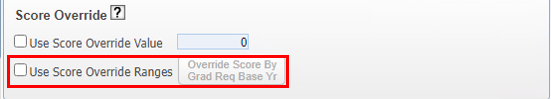 Score Override ?
Use Score Override Value 0
Use Score Override Ranges
Override Score By
Grad Req Base Yr